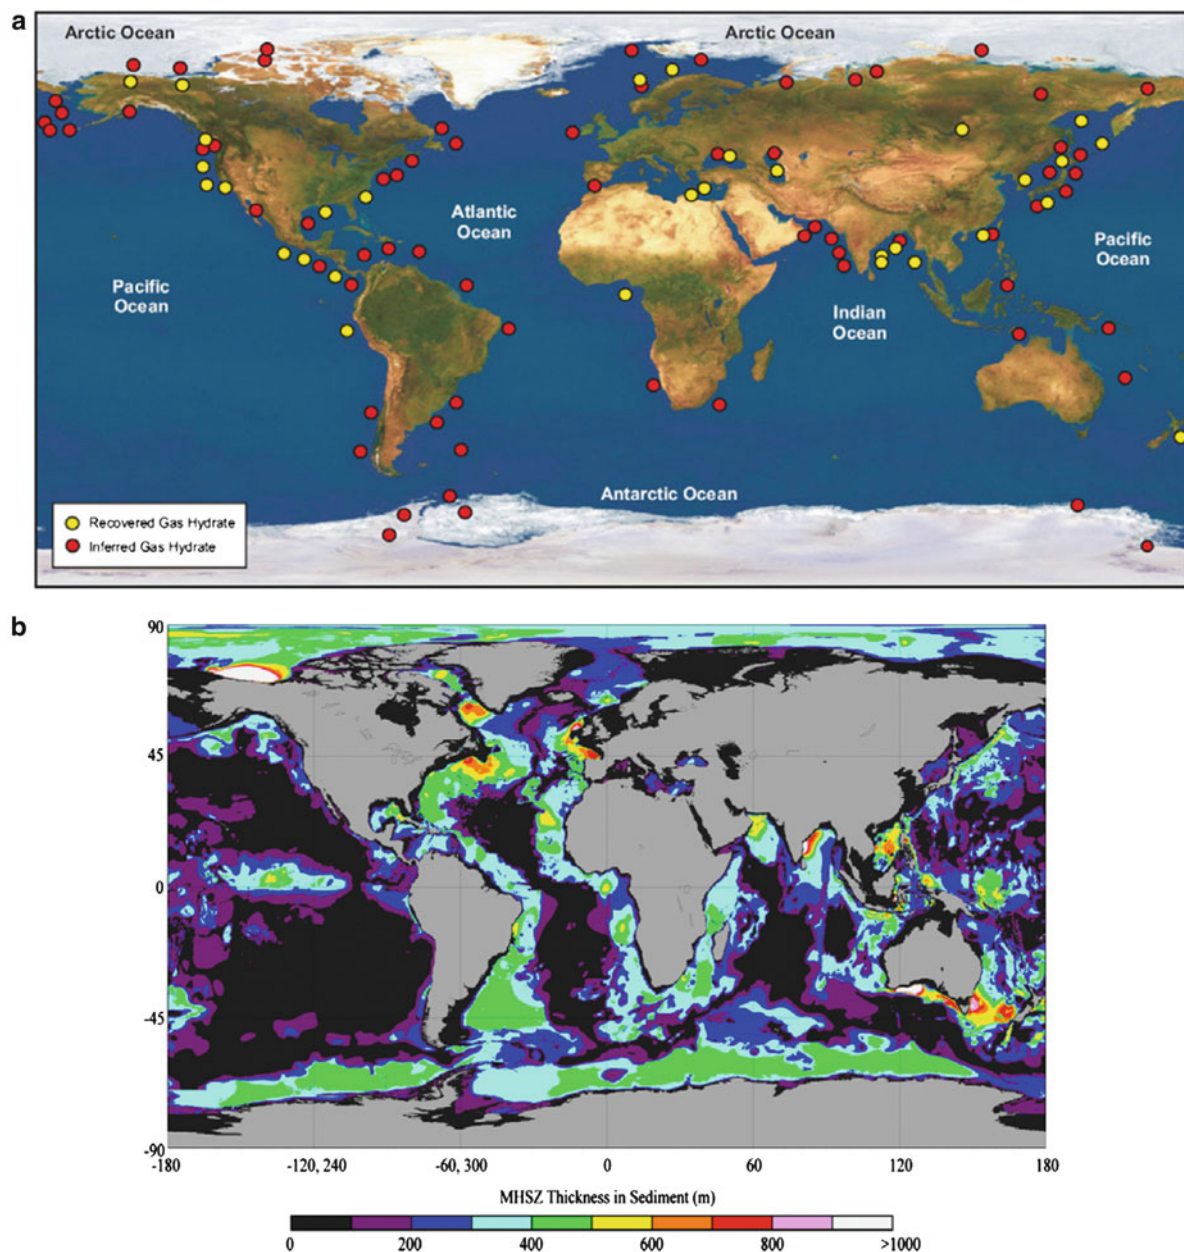 a
Arctic Ocean
Arctic Ocean
Atlantic
Ocean
Pacific
Ocean
Pacific
Ocean
Indian
Ocean
Antarctic Ocean
Recovered Gas Hydrate
Inferred Gas Hydrate
b
90
45
0
-45
-90
-180
-120, 240
-60, 300
0
60
120
180
MHSZ Thickness in Sediment (m)
0
200
400
600
800
>1000